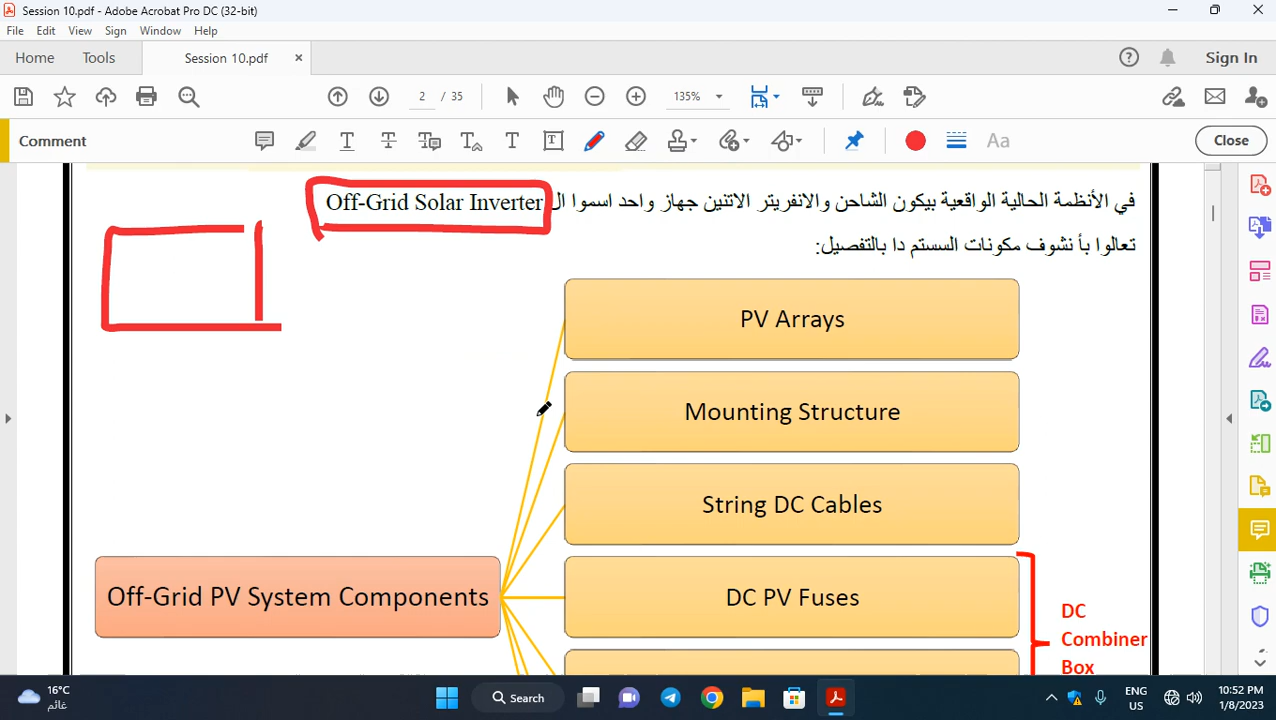 Session 10.pdf - Adobe Acrobat Pro DC (32-bit)
File Edit View Sign Window Help
Home Tools Session 10.pdf × Sign In
2 / 35 135%
Comment Aa Close
في الأنظمة الحالية الواقعية بيكون الشاحن والانفريتر الاتنين جهاز واحد اسموا ال Off-Grid Solar Inverter
تعالوا بأ نشوف مكونات السستم دا بالتفصيل:
PV Arrays
Mounting Structure
String DC Cables
Off-Grid PV System Components
DC PV Fuses
DC
Combiner
Box
16°C
غائم
Search
ENG
US
10:52 PM
1/8/2023